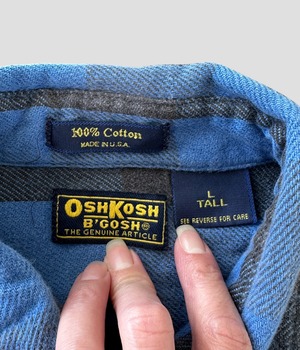 100% Cotton
MADE IN U.S.A.
L
TALL
SEE REVERSE FOR CARE
OSHKOSH
B'GOSH
THE GENUINE ARTICLE